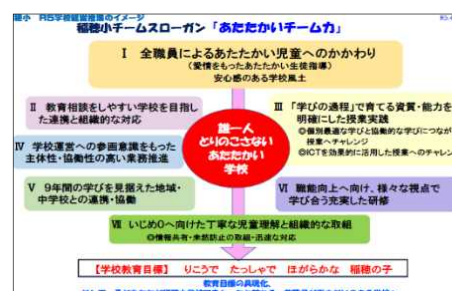 穂小 R5学校経営推進のイメージ
R5.4
稲穂小チームスローガン「あたたかいチーム力」
Ⅰ 全職員によるあたたかい児童へのかかわり
(愛情をもったあたたかい生徒指導)
安心感のある学校風土
Ⅱ 教育相談をしやすい学校を目指し
た連携と組織的な対応
Ⅲ 「学びの過程」で育てる資質・能力を
明確にした授業実践
◎個別最適な学びと協働的な学びにつなが
授業へチャレンジ
◎ICTを効果的に活用した授業へのチャレン
誰一人
とりのこさない
あたたかい
学校
Ⅳ 学校運営への参画意識をもった
主体性・協働性の高い業務推進
Ⅴ 9年間の学びを見据えた地域・
中学校との連携・協働
Ⅵ 職能向上へ向け、様々な視点で
学び合う充実した研修
Ⅶ いじめ0へ向けた丁寧な児童理解と組織的な取組
◎情報共有・未然防止の取組・迅速な対応
【学校教育目標】 りこうで たっしゃで ほがらかな 稲穂の子
教育目標の具現化、